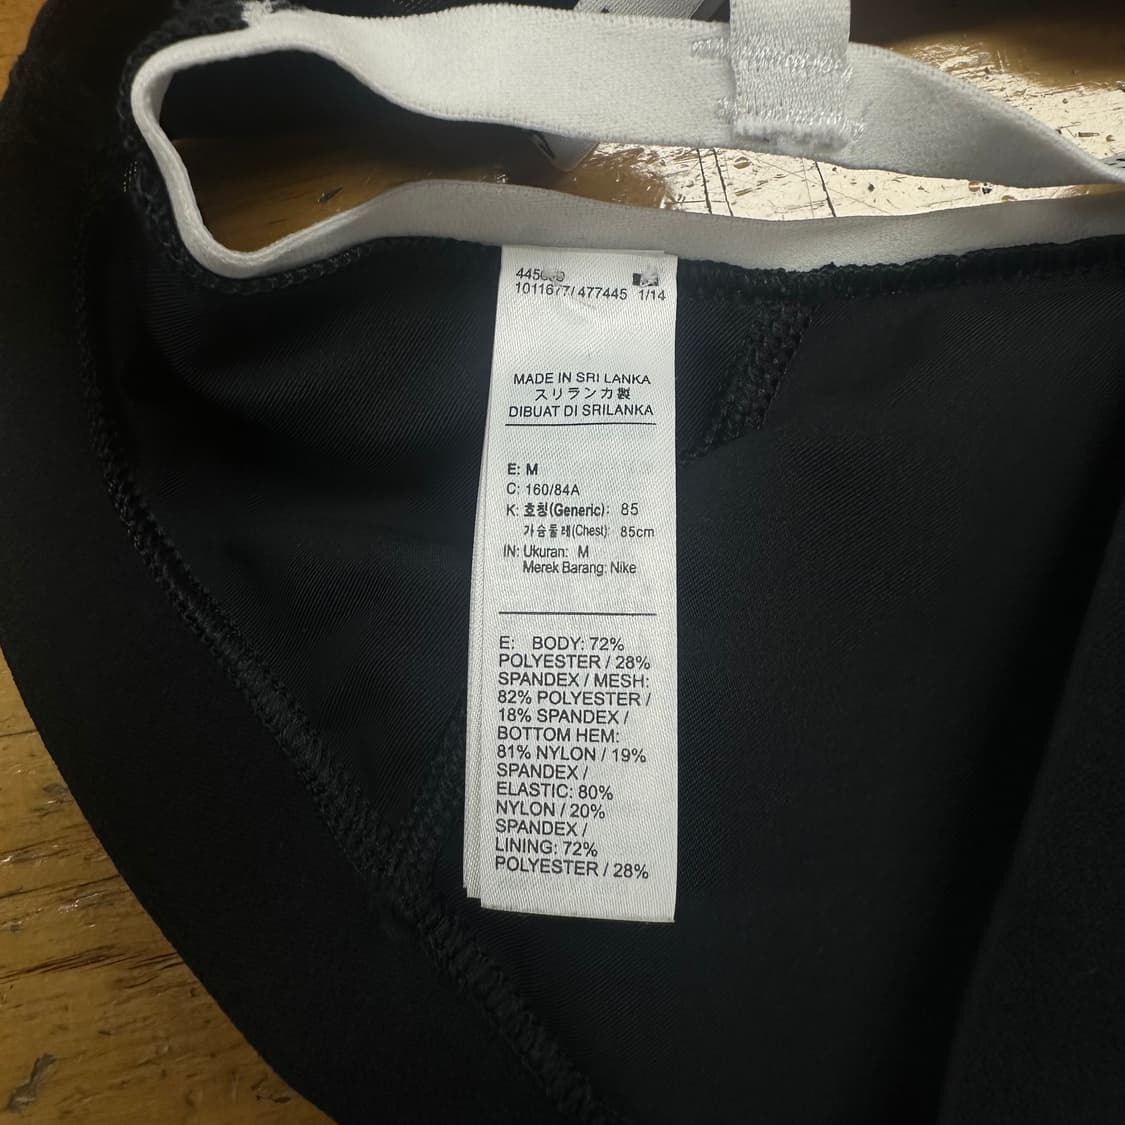 1011677/477445 1/14
MADE IN SRI LANKA
スリランカ製
DIBUAT DI SRILANKA
E: M
C: 160/84A
K: 호칭(Generic): 85
가슴둘레(Chest): 85cm
IN: Ukuran: M
Merek Barang: Nike
E: BODY: 72%
POLYESTER / 28%
SPANDEX / MESH:
82% POLYESTER /
18% SPANDEX /
BOTTOM HEM:
81% NYLON / 19%
SPANDEX /
ELASTIC: 80%
NYLON / 20%
SPANDEX /
LINING: 72%
POLYESTER / 28%